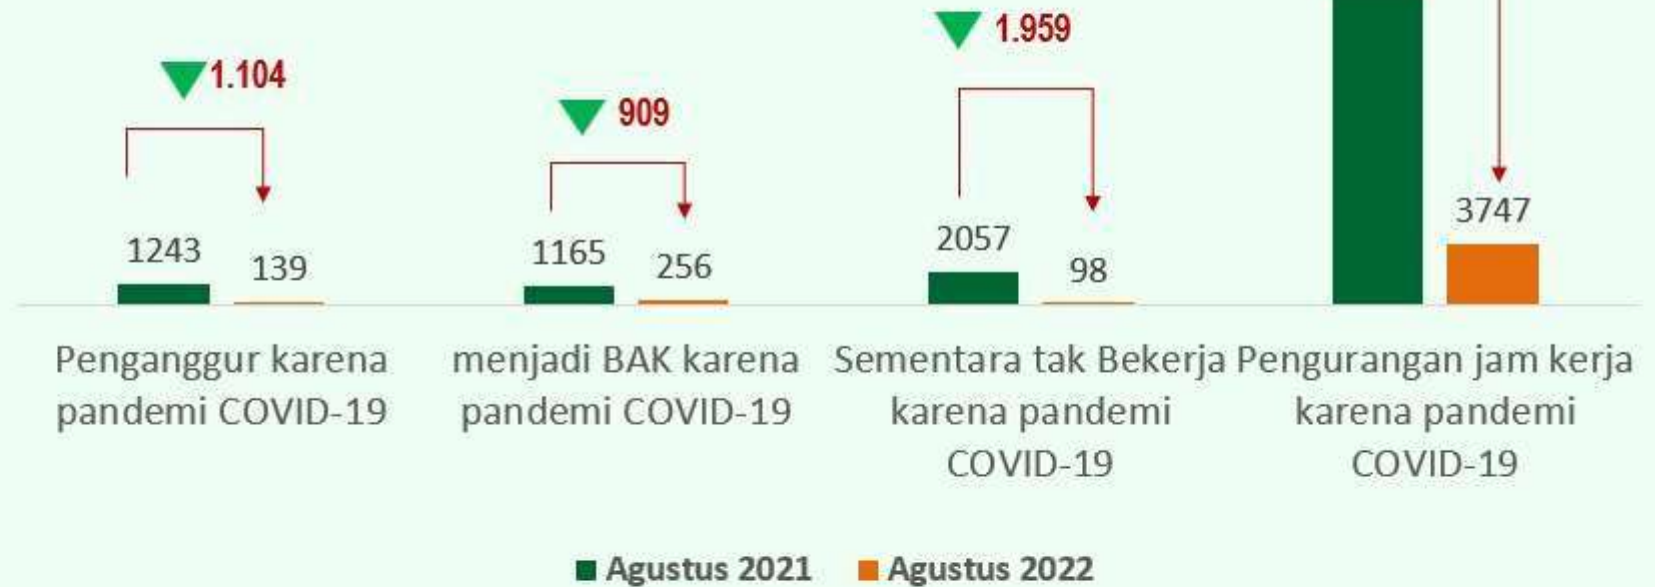 1.959
1.104
909
3747
2057
1243
1165
139
256
98
Penganggur karena
pandemi COVID-19
menjadi BAK karena
pandemi COVID-19
Sementara tak Bekerja
karena pandemi
COVID-19
Pengurangan jam kerja
karena pandemi
COVID-19
Agustus 2021
Agustus 2022